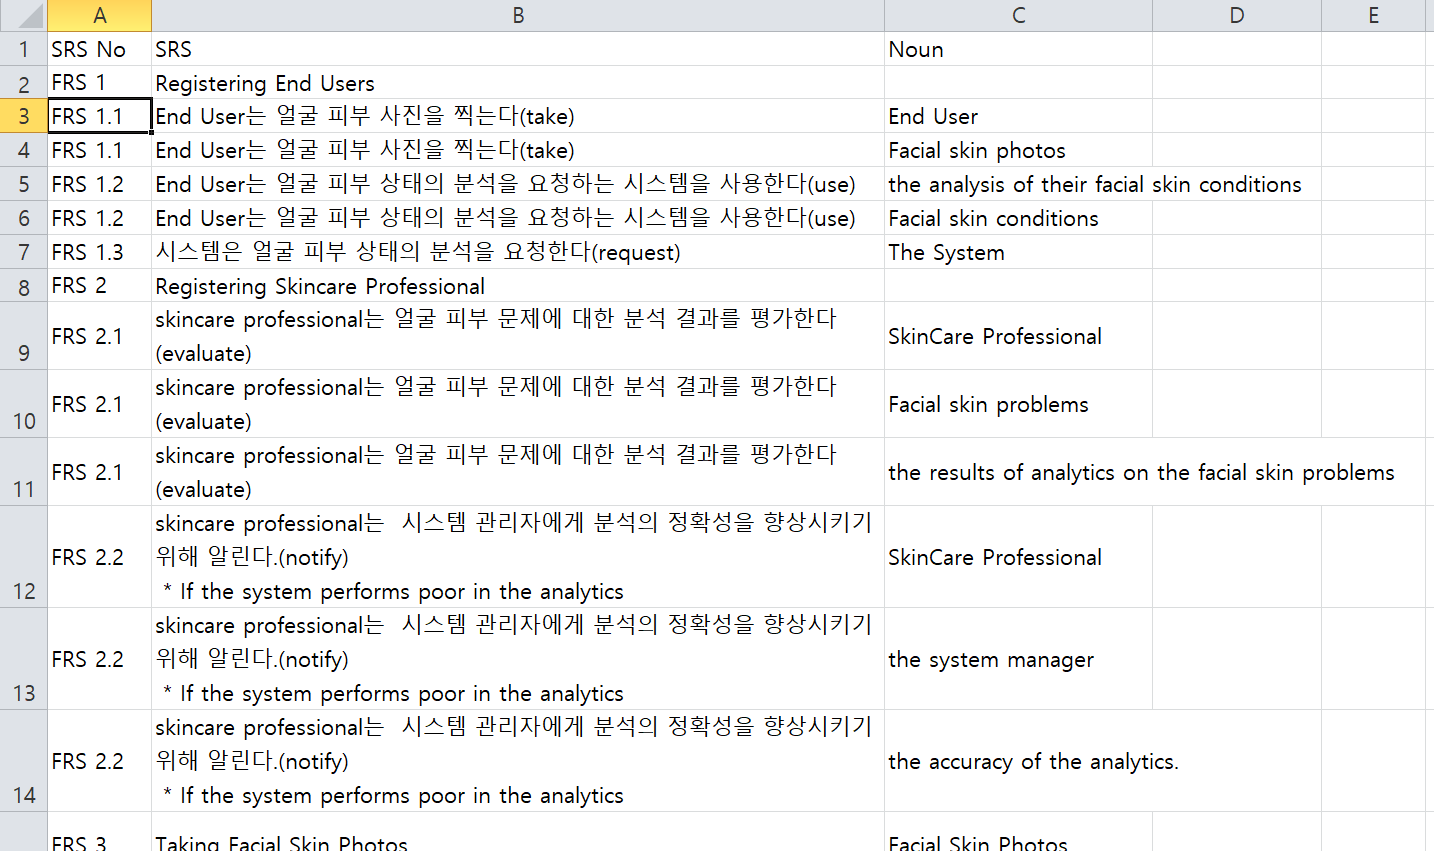 A B C D E
1 SRS No SRS Noun
2 FRS 1 Registering End Users
3 FRS 1.1 End User는 얼굴 피부 사진을 찍는다(take) End User
4 FRS 1.1 End User는 얼굴 피부 사진을 찍는다(take) Facial skin photos
5 FRS 1.2 End User는 얼굴 피부 상태의 분석을 요청하는 시스템을 사용한다(use) the analysis of their facial skin conditions
6 FRS 1.2 End User는 얼굴 피부 상태의 분석을 요청하는 시스템을 사용한다(use) Facial skin conditions
7 FRS 1.3 시스템은 얼굴 피부 상태의 분석을 요청한다(request) The System
8 FRS 2 Registering Skincare Professional
skincare professional는 얼굴 피부 문제에 대한 분석 결과를 평가한다
9 FRS 2.1 (evaluate) SkinCare Professional
skincare professional는 얼굴 피부 문제에 대한 분석 결과를 평가한다
10 FRS 2.1 (evaluate) Facial skin problems
skincare professional는 얼굴 피부 문제에 대한 분석 결과를 평가한다
11 FRS 2.1 (evaluate) the results of analytics on the facial skin problems
skincare professional는 시스템 관리자에게 분석의 정확성을 향상시키기
FRS 2.2 위해 알린다.(notify) SkinCare Professional
12 * If the system performs poor in the analytics
skincare professional는 시스템 관리자에게 분석의 정확성을 향상시키기
FRS 2.2 위해 알린다.(notify) the system manager
13 * If the system performs poor in the analytics
skincare professional는 시스템 관리자에게 분석의 정확성을 향상시키기
FRS 2.2 위해 알린다.(notify) the accuracy of the analytics.
14 * If the system performs poor in the analytics
FRS 3 Taking Facial Skin Photos Facial Skin Photos